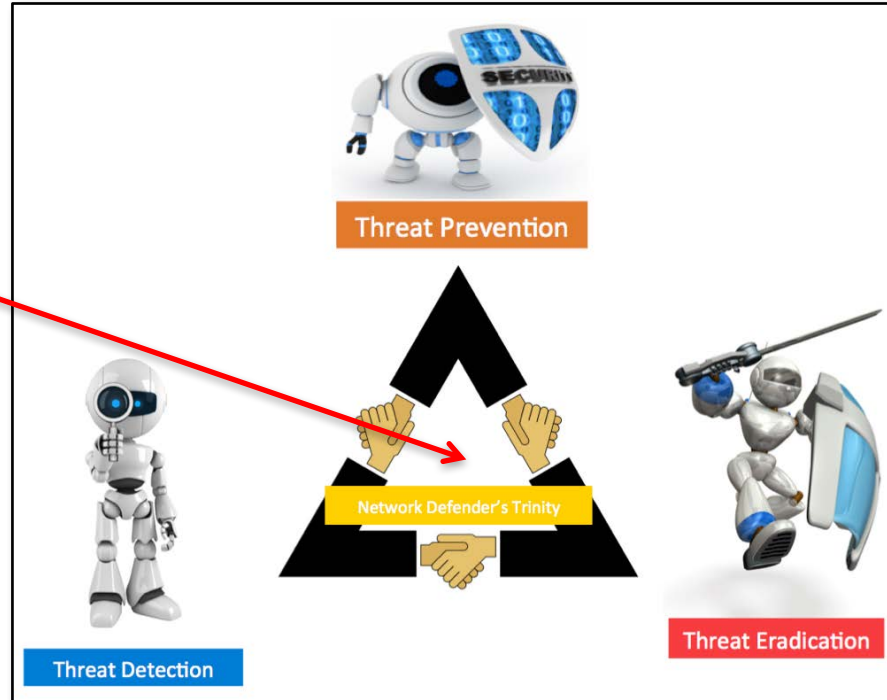 SECURITY
Threat Prevention
Network Defender's Trinity
Threat Detection
Threat Eradication